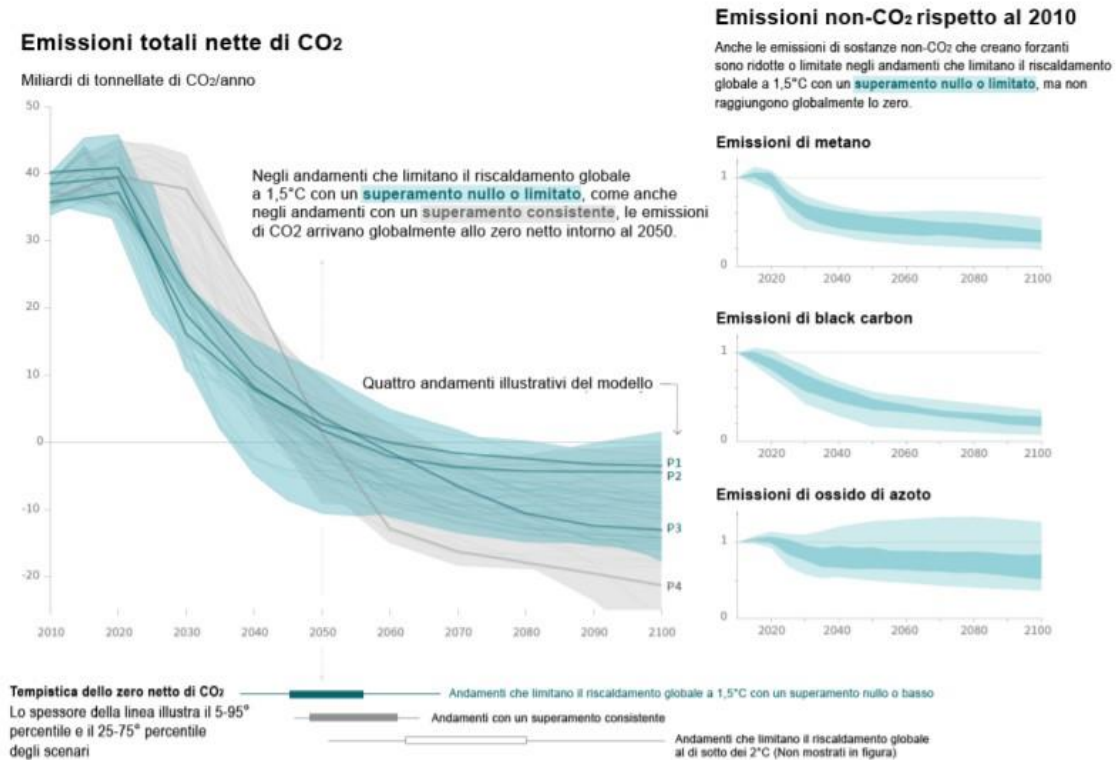 Emissioni totali nette di CO2
Miliardi di tonnellate di CO2/anno
50
40
30
20
10
0
-10
-20
2010 2020 2030 2040 2050 2060 2070 2080 2090 2100
Negli andamenti che limitano il riscaldamento globale
a 1,5°C con un superamento nullo o limitato, come anche
negli andamenti con un superamento consistente, le emissioni
di CO2 arrivano globalmente allo zero netto intorno al 2050.
Quattro andamenti illustrativi del modello
P1
P2
P3
P4
Emissioni non-CO2 rispetto al 2010
Anche le emissioni di sostanze non-CO2 che creano forzanti
sono ridotte o limitate negli andamenti che limitano il riscaldamento
globale a 1,5°C con un superamento nullo o limitato, ma non
raggiungono globalmente lo zero.
Emissioni di metano
1
0
2020 2040 2060 2080 2100
Emissioni di black carbon
1
0
2020 2040 2060 2080 2100
Emissioni di ossido di azoto
1
0
2020 2040 2060 2080 2100
Tempistica dello zero netto di CO2
Lo spessore della linea illustra il 5-95°
percentile e il 25-75° percentile
degli scenari
Andamenti che limitano il riscaldamento globale a 1,5°C con un superamento nullo o basso
Andamenti con un superamento consistente
Andamenti che limitano il riscaldamento globale
al di sotto dei 2°C (Non mostrati in figura)